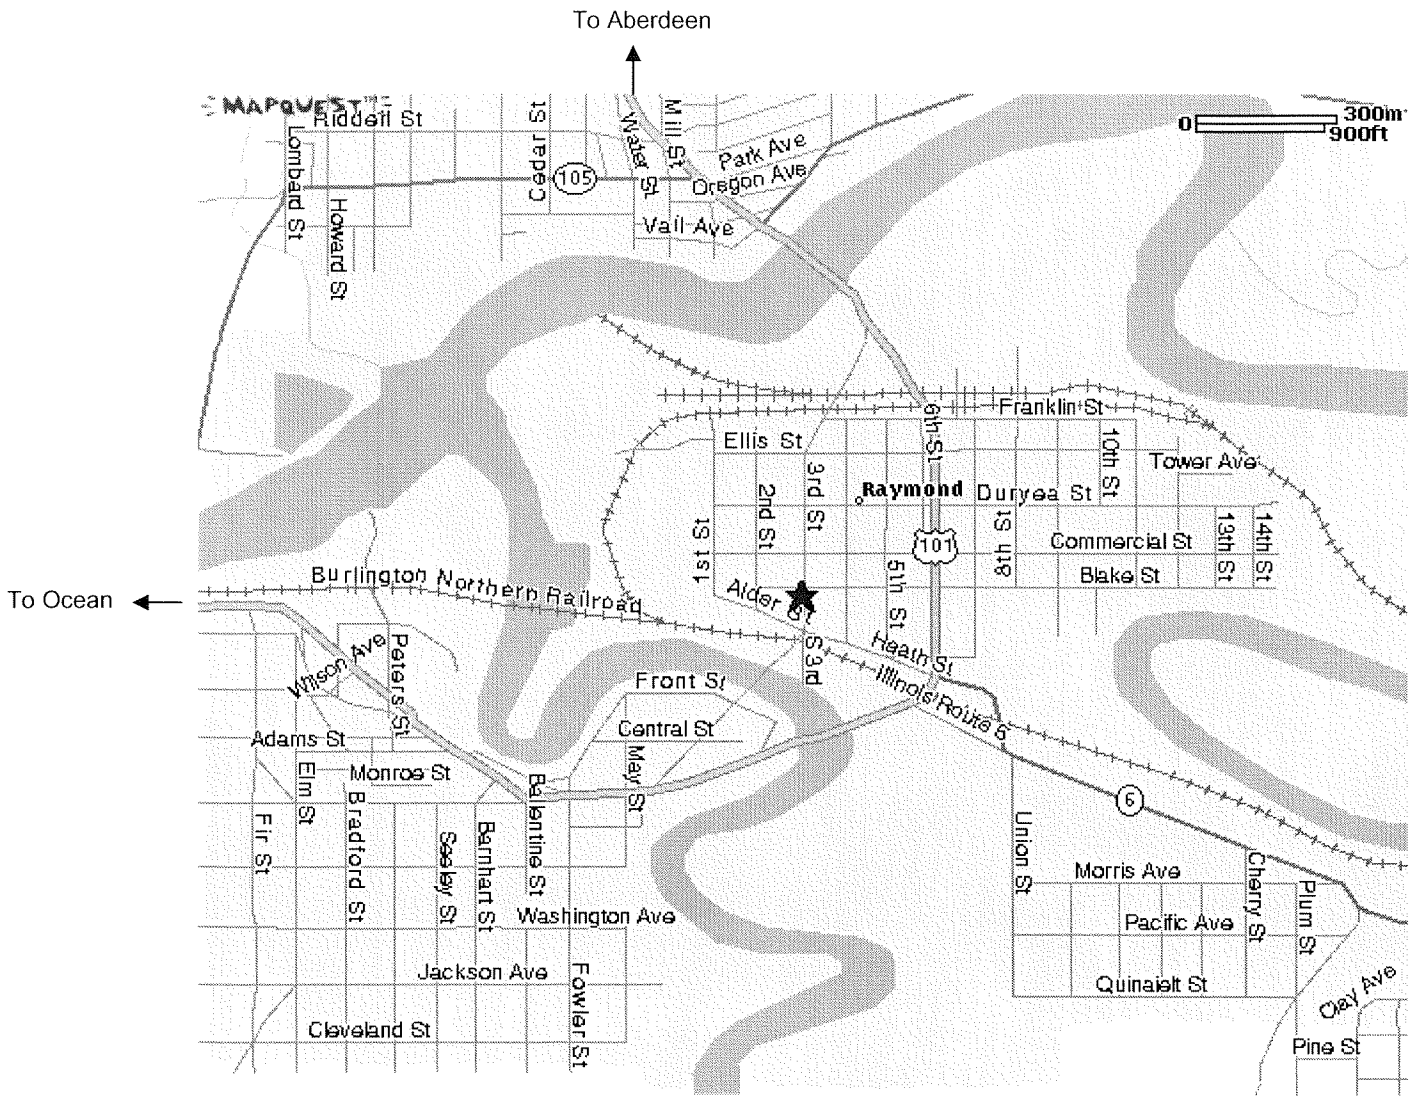 To Aberdeen
MAPQUEST
Riddell St
Lombard St
Howard St
Cedar St
105
Water St
Mill St
Park Ave
Oregon Ave
Vail Ave
0
300m
900ft
6th St
Franklin St
Ellis St
10th St
Tower Ave
3rd St
2nd St
1st St
Raymond
Duryea St
101
8th St
Commercial St
13th St
14th St
Blake St
5th St
Alder St
To Ocean
Burlington Northern Railroad
S 3rd
Heath St
Illinois Route 6
Wilson Ave
Peters St
Front St
Central St
May St
Adams St
Monroe St
Elm St
Fir St
Bradford St
Seeley St
Barnhart St
Ballentine St
6
Union St
Morris Ave
Cherry St
Plum St
Pacific Ave
Quinaielt St
Washington Ave
Jackson Ave
Fowler St
Cleveland St
Clay Ave
Pine St